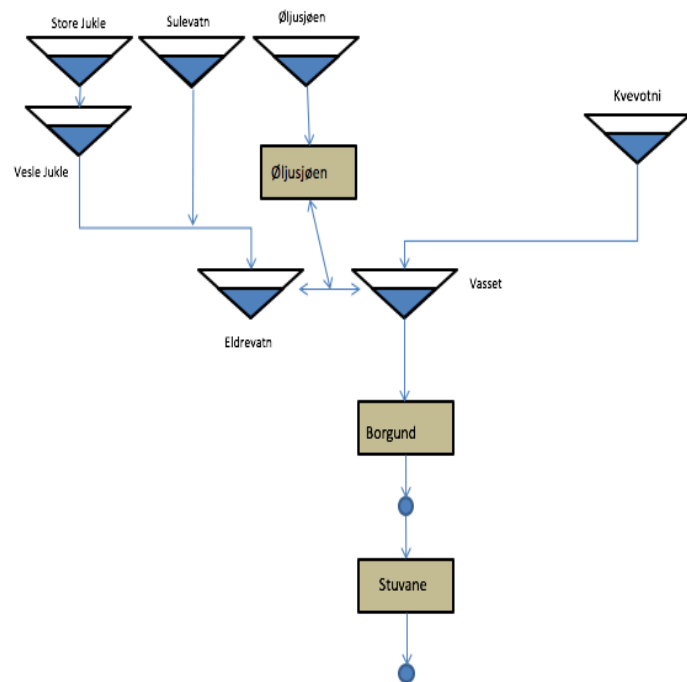 Store Jukle
Sulevatn
Øljusjøen
Kvevotni
Vesle Jukle
Øljusjøen
Vasset
Eldrevatn
Borgund
Stuvane